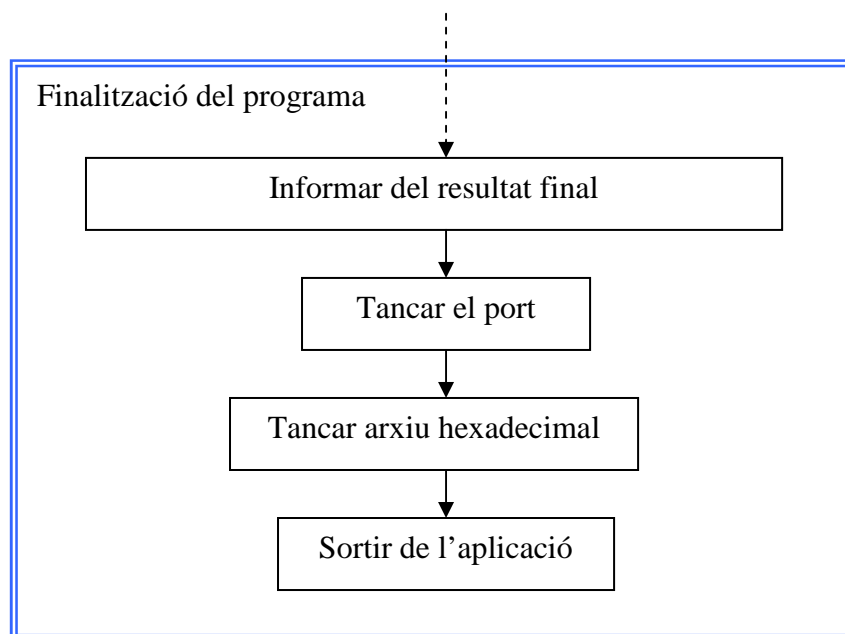 Finalització del programa
Informar del resultat final
Tancar el port
Tancar arxiu hexadecimal
Sortir de l’aplicació